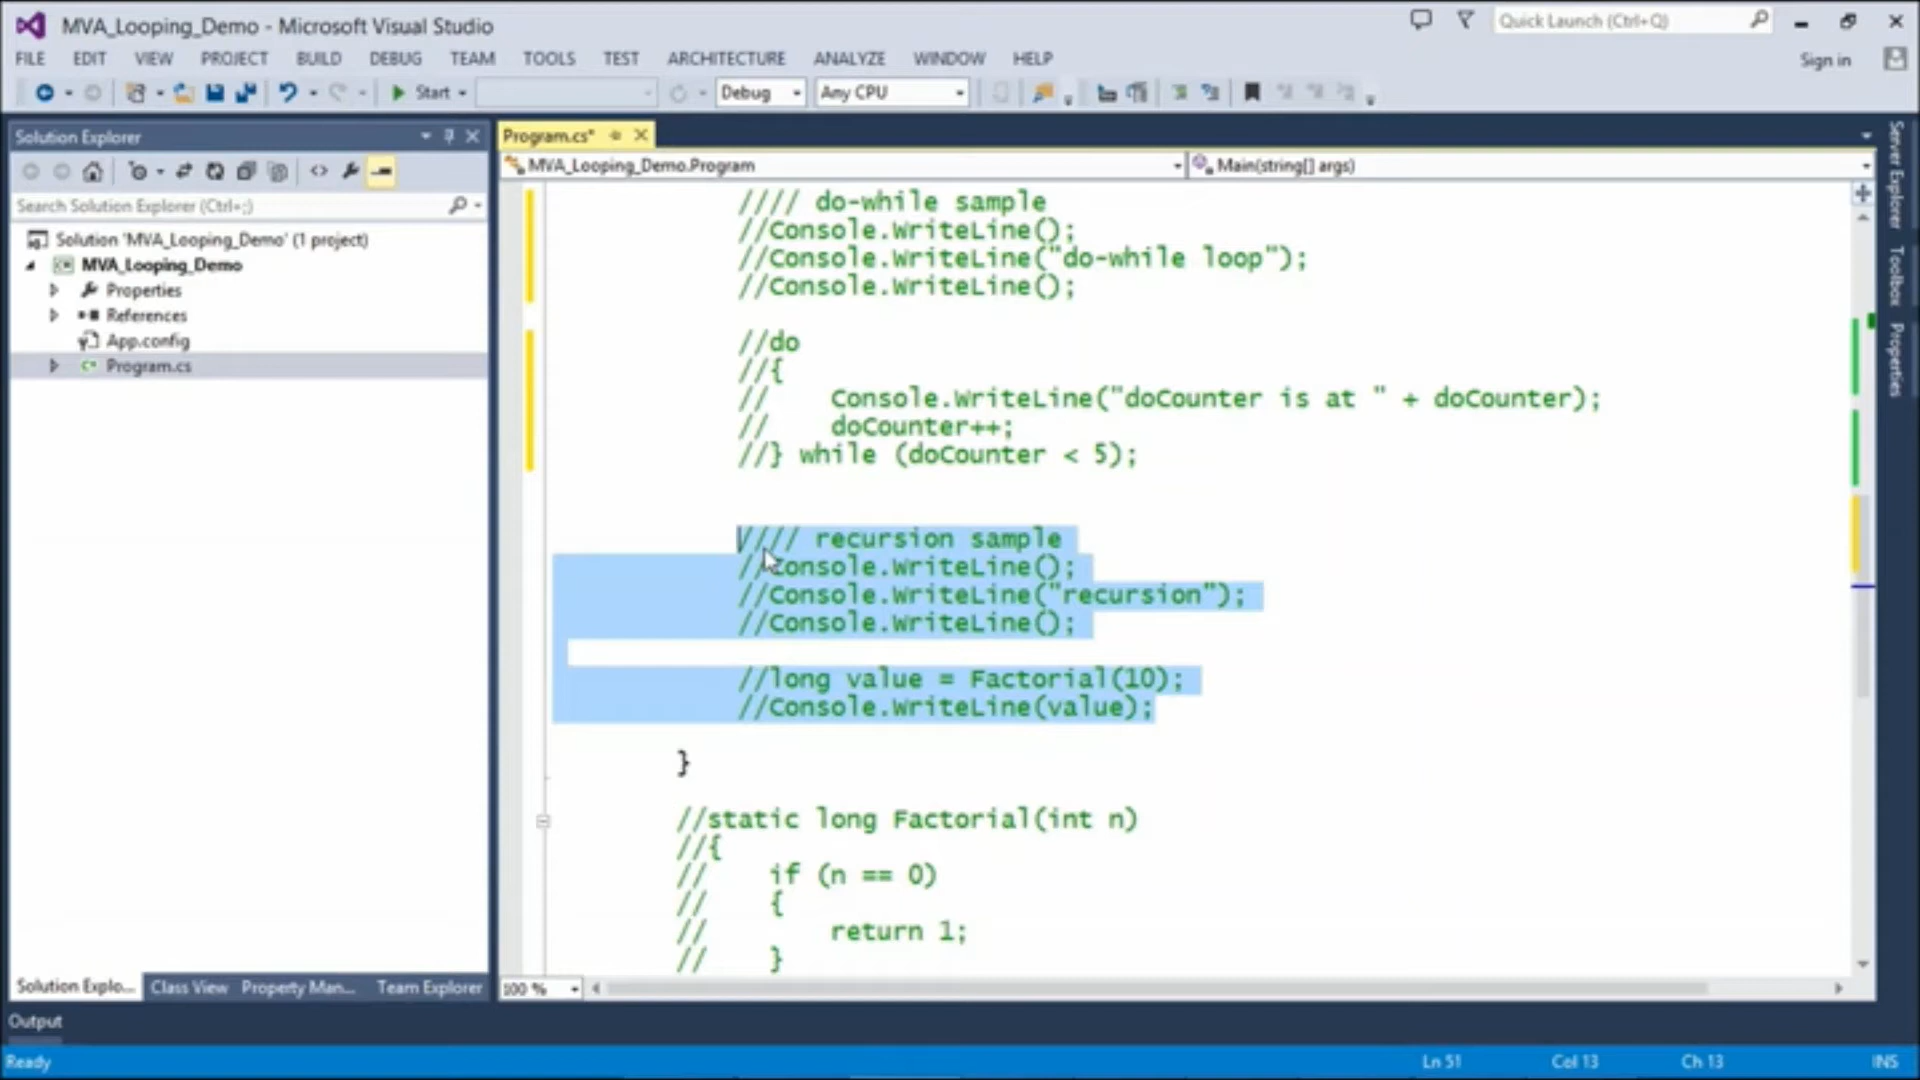 MVA_Looping_Demo - Microsoft Visual Studio
Quick Launch (Ctrl+Q)
FILE EDIT VIEW PROJECT BUILD DEBUG TEAM TOOLS TEST ARCHITECTURE ANALYZE WINDOW HELP
Sign in
Start Debug Any CPU
Solution Explorer
Search Solution Explorer (Ctrl+;)
Solution 'MVA_Looping_Demo' (1 project)
MVA_Looping_Demo
Properties
References
App.config
Program.cs
Solution Explo... Class View Property Man... Team Explorer
Program.cs*
MVA_Looping_Demo.Program
Main(string[] args)
//// do-while sample
//Console.WriteLine();
//Console.WriteLine("do-while loop");
//Console.WriteLine();
//do
//{
//    Console.WriteLine("doCounter is at " + doCounter);
//    doCounter++;
//} while (doCounter < 5);
//// recursion sample
//Console.WriteLine();
//Console.WriteLine("recursion");
//Console.WriteLine();
//long value = Factorial(10);
//Console.WriteLine(value);
}
//static long Factorial(int n)
//{
//    if (n == 0)
//    {
//        return 1;
//    }
100 %
Server Explorer
Toolbox
Properties
Output
Ready
Ln 51 Col 13 Ch 13 INS